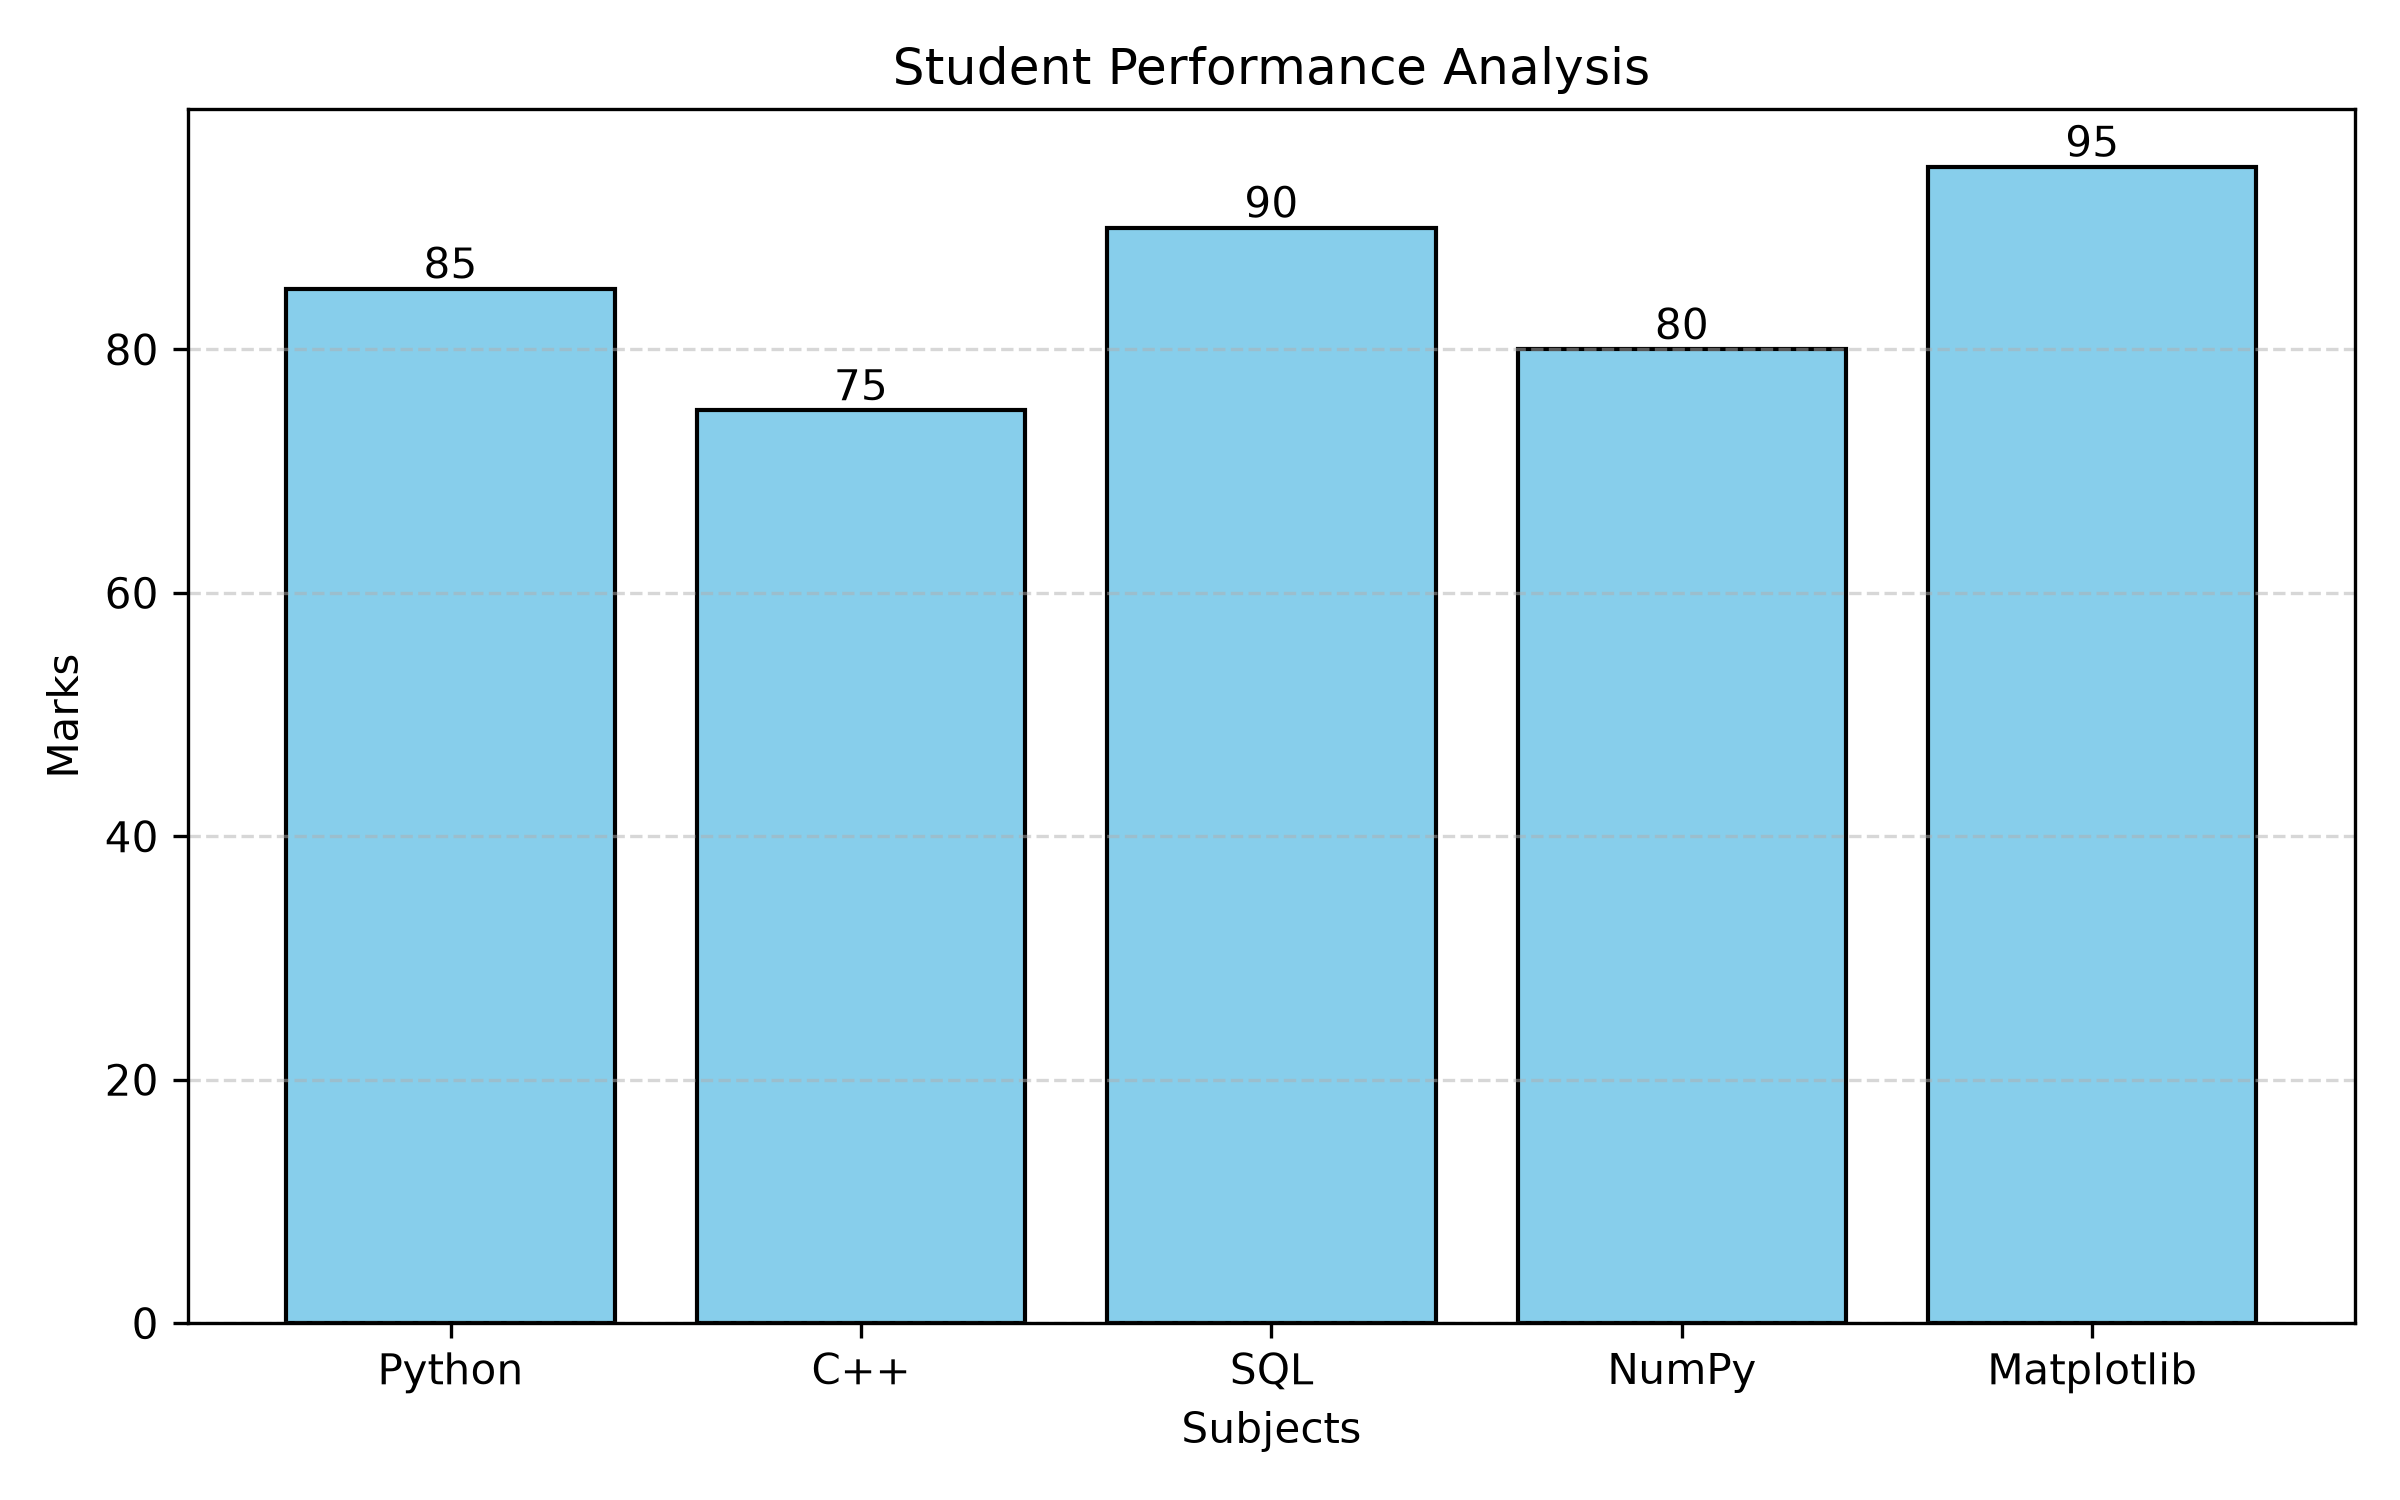 Student Performance Analysis
95
90
85
80
75
80
60
40
20
0
Marks
Python C++ SQL NumPy Matplotlib
Subjects